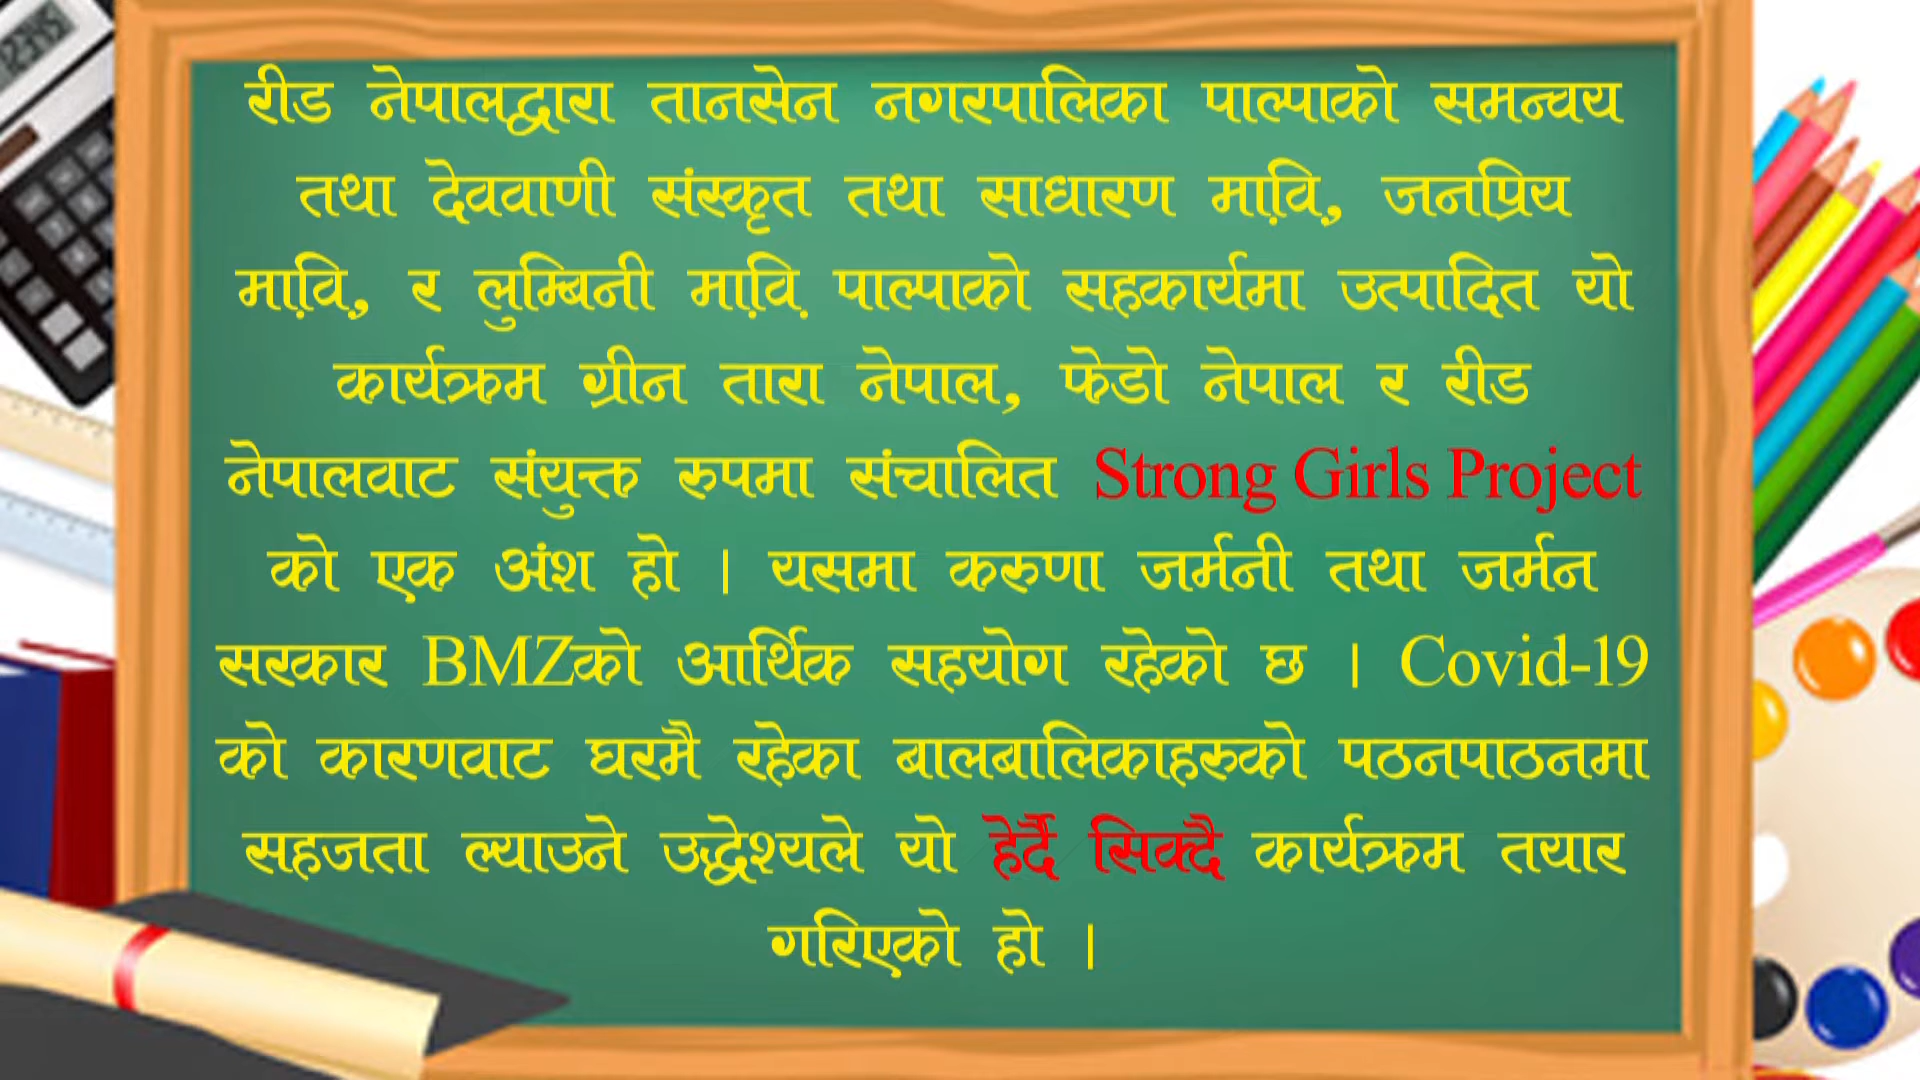 रीड नेपालद्वारा तानसेन नगरपालिका पाल्पाको समन्वय
तथा देववाणी संस्कृत तथा साधारण मा.वि., जनप्रिय
मा.वि., र लुम्बिनी मा.वि. पाल्पाको सहकार्यमा उत्पादित यो
कार्यक्रम ग्रीन तारा नेपाल, फेडो नेपाल र रीड
नेपालवाट संयुक्त रुपमा संचालित Strong Girls Project
को एक अंश हो । यसमा करुणा जर्मनी तथा जर्मन
सरकार BMZको आर्थिक सहयोग रहेको छ । Covid-19
को कारणवाट घरमै रहेका बालबालिकाहरुको पठनपाठनमा
सहजता ल्याउने उद्धेश्यले यो हेर्दै सिक्दै कार्यक्रम तयार
गरिएको हो ।